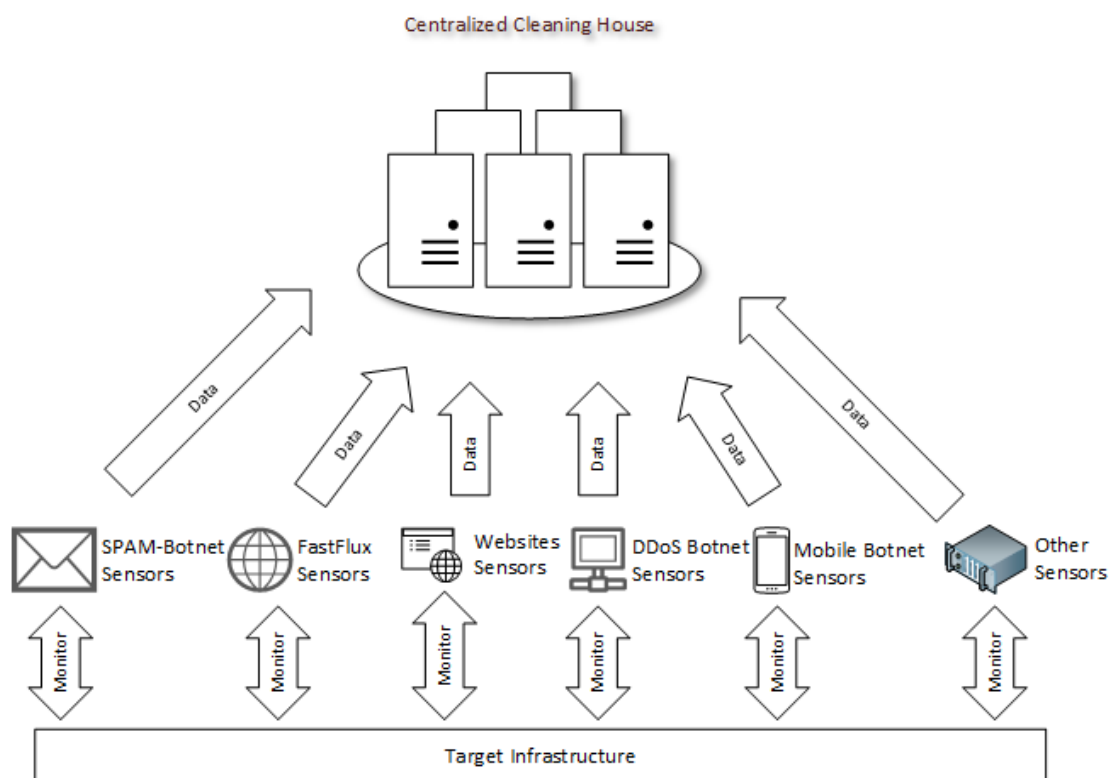 Centralized Cleaning House
Data
Data
Data
Data
Data
Data
SPAM-Botnet
Sensors
FastFlux
Sensors
Websites
Sensors
DDoS Botnet
Sensors
Mobile Botnet
Sensors
Other
Sensors
Monitor
Monitor
Monitor
Monitor
Monitor
Monitor
Target Infrastructure